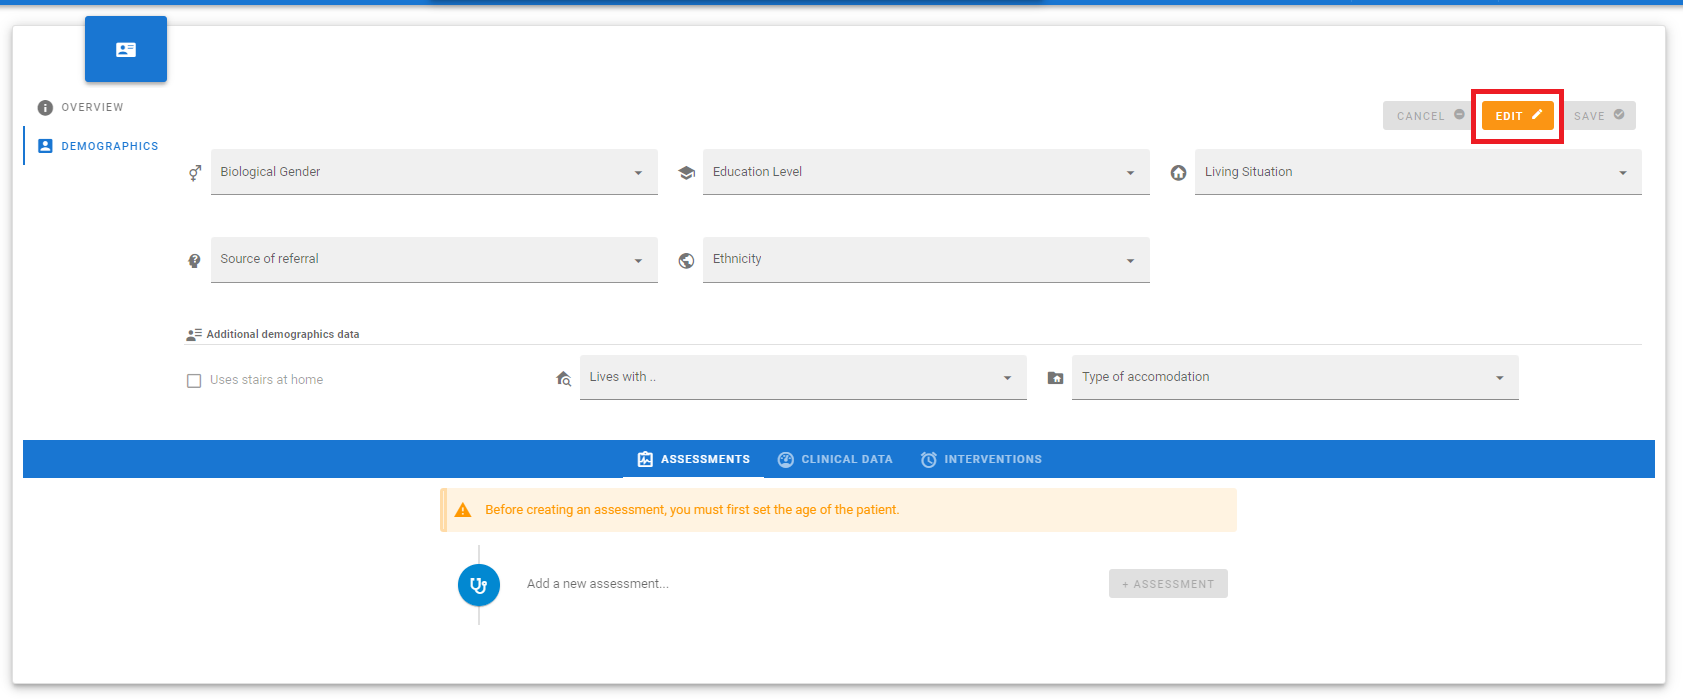 OVERVIEW
DEMOGRAPHICS
CANCEL
EDIT
SAVE
Biological Gender
Education Level
Living Situation
Source of referral
Ethnicity
Additional demographics data
Uses stairs at home
Lives with ..
Type of accomodation
ASSESSMENTS
CLINICAL DATA
INTERVENTIONS
Before creating an assessment, you must first set the age of the patient.
Add a new assessment...
+ ASSESSMENT